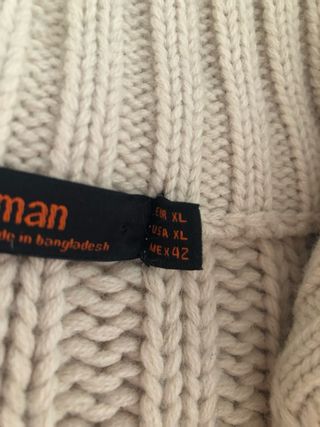 man
de in bangladesh
EUR XL
USA XL
MEX 42